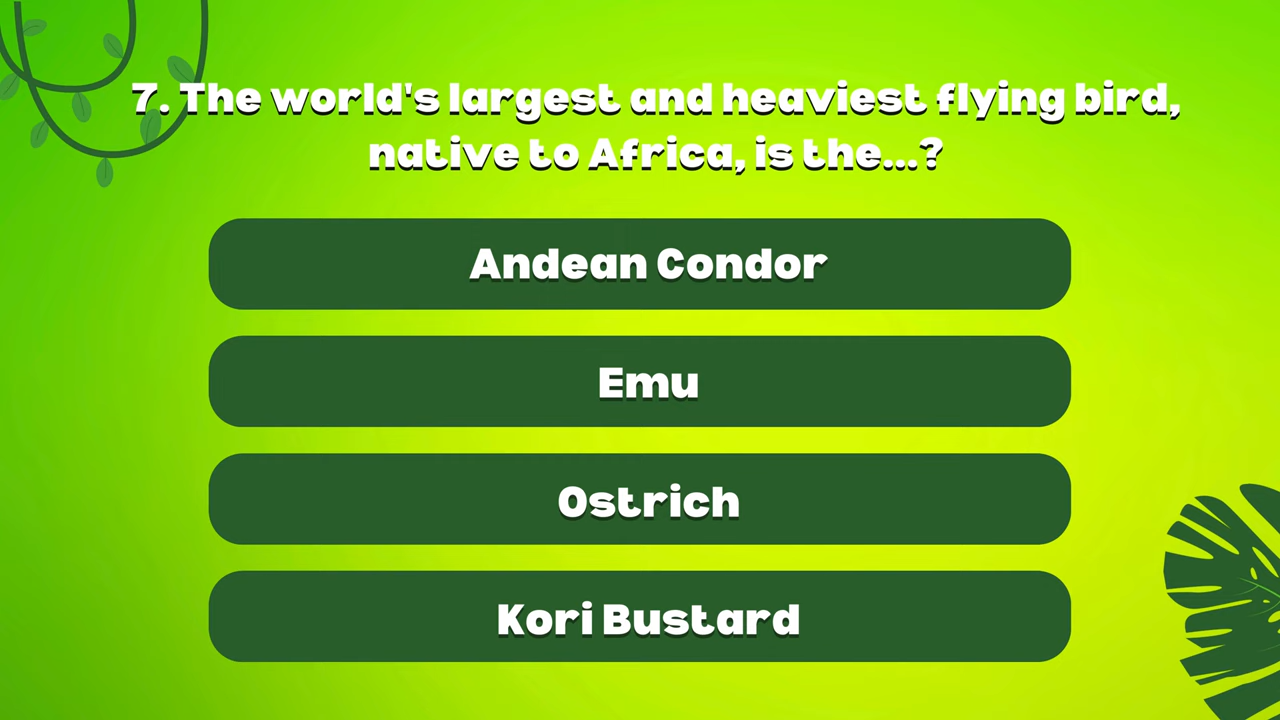 7. The world's largest and heaviest flying bird,
native to Africa, is the...?
Andean Condor
Emu
Ostrich
Kori Bustard